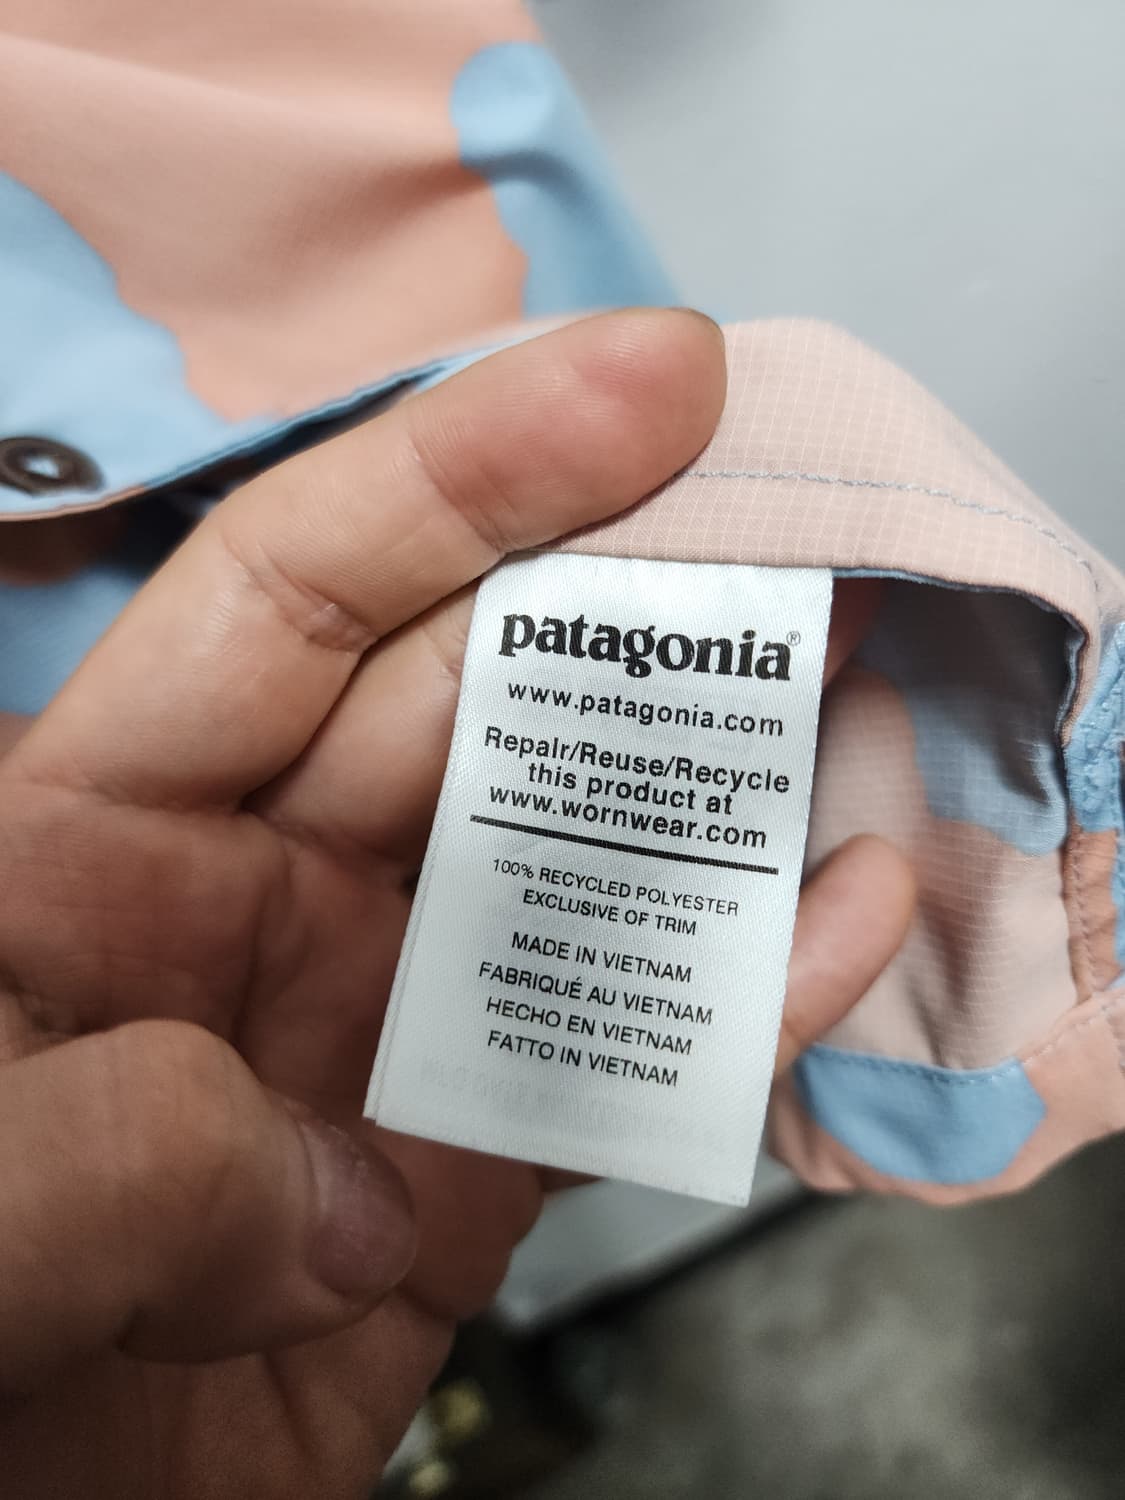 patagonia®
www.patagonia.com
Repair/Reuse/Recycle
this product at
www.wornwear.com
100% RECYCLED POLYESTER
EXCLUSIVE OF TRIM
MADE IN VIETNAM
FABRIQUÉ AU VIETNAM
HECHO EN VIETNAM
FATTO IN VIETNAM